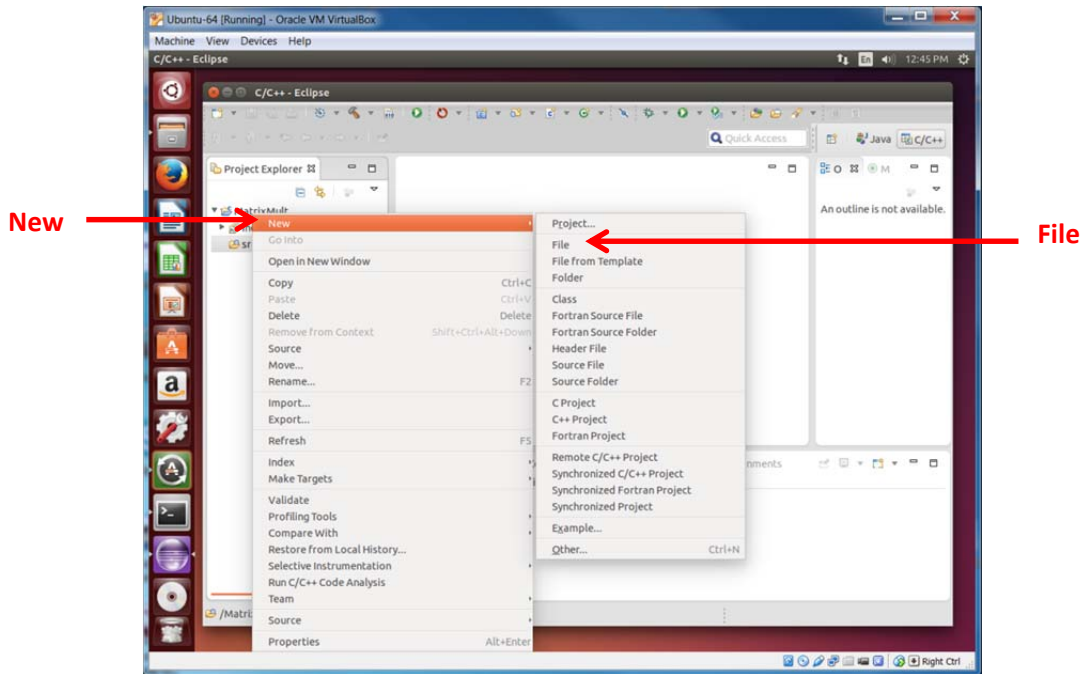 Ubuntu-64 [Running] - Oracle VM VirtualBox
Machine View Devices Help
C/C++ - Eclipse
En 12:45 PM
C/C++ - Eclipse
Quick Access
Java C/C++
Project Explorer
O M
MatrixMult
An outline is not available.
New
New
File
Go Into
Open in New Window
Copy Ctrl+C
Paste Ctrl+V
Delete Delete
Remove from Context Shift+Ctrl+Alt+Down
Source
Move...
Rename... F2
Import...
Export...
Refresh F5
Index
Make Targets
Validate
Profiling Tools
Compare With
Restore from Local History...
Selective Instrumentation
Run C/C++ Code Analysis
Team
Source
Properties Alt+Enter
Project...
File
File from Template
Folder
Class
Fortran Source File
Fortran Source Folder
Header File
Source File
Source Folder
C Project
C++ Project
Fortran Project
Remote C/C++ Project
Synchronized C/C++ Project
Synchronized Fortran Project
Synchronized Project
Example...
Other... Ctrl+N
nments
/Matri
Right Ctrl